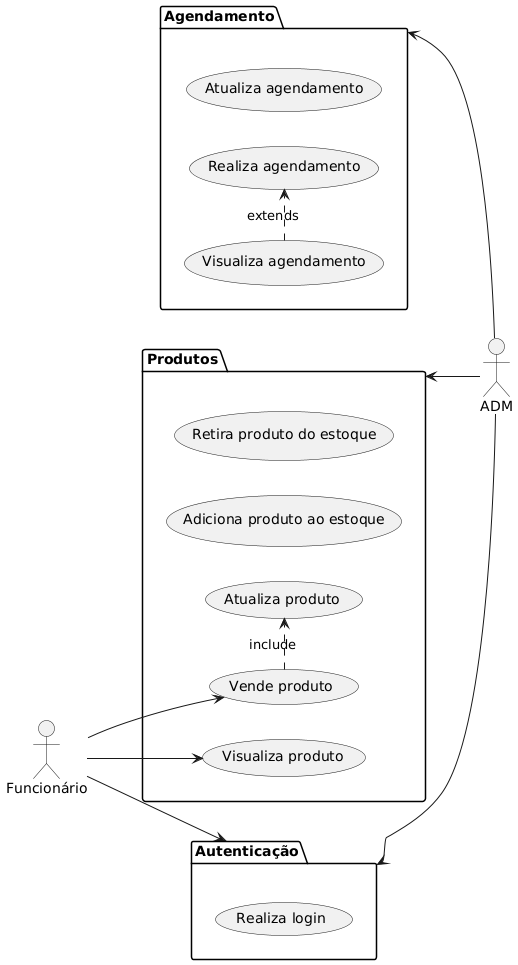 Agendamento
Atualiza agendamento
Realiza agendamento
extends
Visualiza agendamento
Produtos
ADM
Retira produto do estoque
Adiciona produto ao estoque
Atualiza produto
include
Vende produto
Visualiza produto
Funcionário
Autenticação
Realiza login